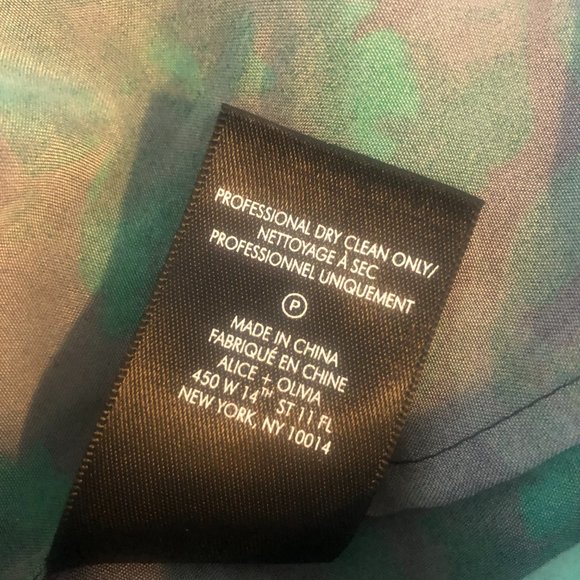 PROFESSIONAL DRY CLEAN ONLY/
NETTOYAGE À SEC
PROFESSIONNEL UNIQUEMENT
P
MADE IN CHINA
FABRIQUÉ EN CHINE
ALICE + OLIVIA
450 W 14TH ST 11 FL
NEW YORK, NY 10014